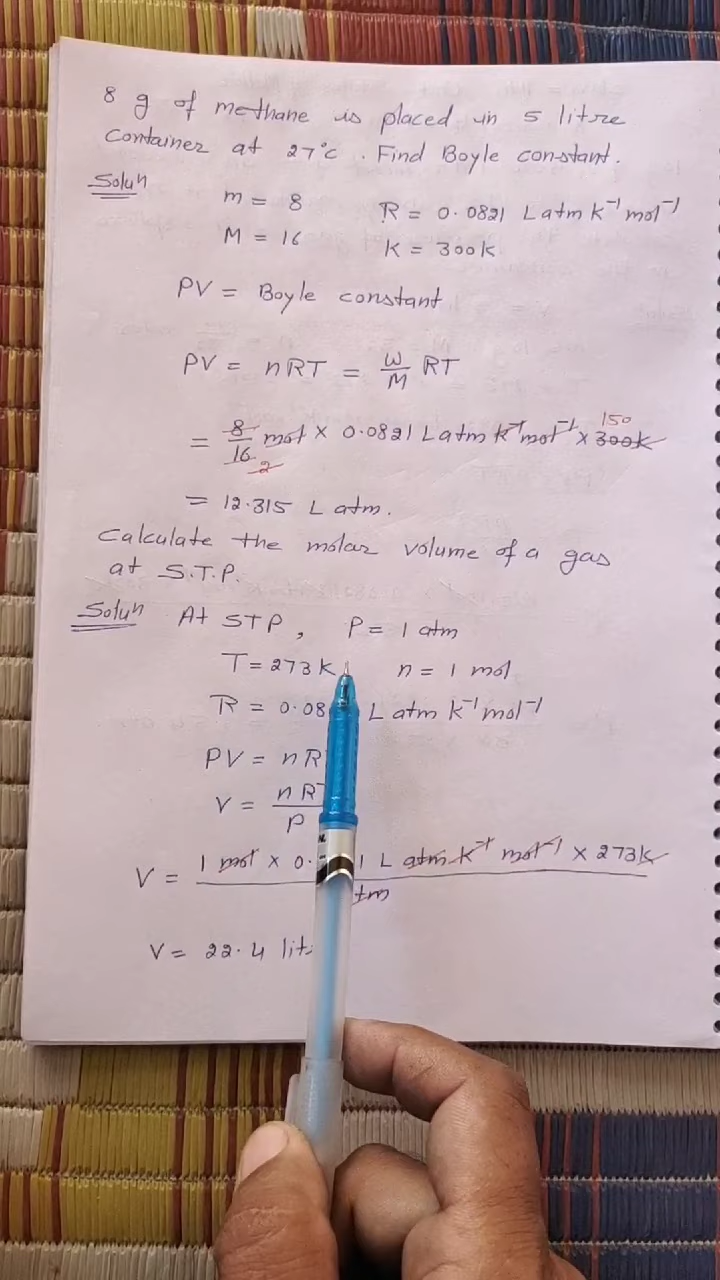 8 g of methane is placed in 5 litre
container at 27°c. Find Boyle constant.
Soluh
m = 8 R = 0.0821 L atm k⁻¹ mol⁻¹
M = 16 K = 300k
PV = Boyle constant
PV = nRT = W/M RT
= 8/16 mol × 0.0821 L atm k⁻¹ mol⁻¹ × 300k 150
2
= 12.315 L atm.
Calculate the molar volume of a gas
at S.T.P.
Soluh At STP, P = 1 atm
T = 273k n = 1 mol
R = 0.08 L atm k⁻¹ mol⁻¹
PV = nR
V = nR/P
V = 1 mol × 0. 1 L atm k⁻¹ mol⁻¹ × 273k
tm
V = 22.4 lit